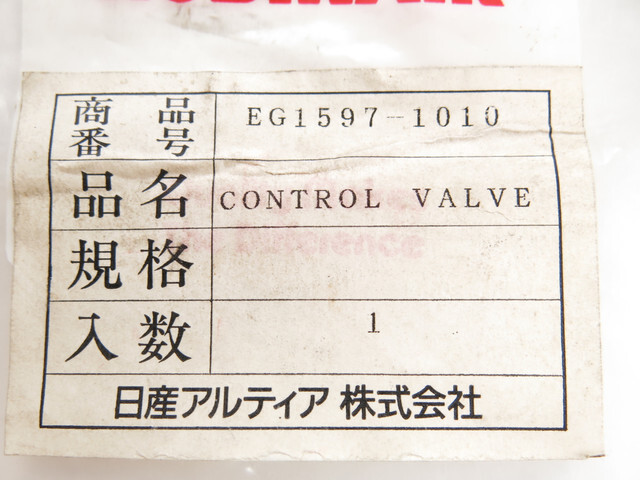 商品番号 EG1597-1010
品名 CONTROL VALVE
規格
入数 1
日産アルティア 株式会社